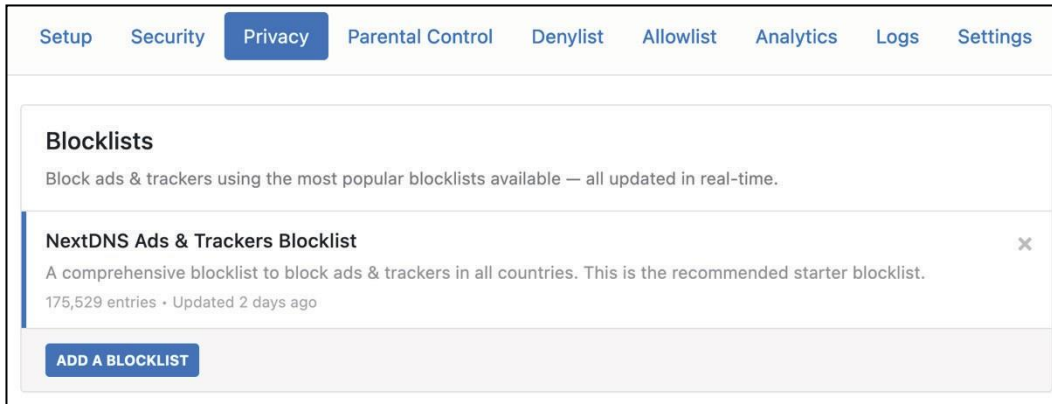 Setup Security Privacy Parental Control Denylist Allowlist Analytics Logs Settings
Blocklists
Block ads & trackers using the most popular blocklists available — all updated in real-time.
NextDNS Ads & Trackers Blocklist
A comprehensive blocklist to block ads & trackers in all countries. This is the recommended starter blocklist.
175,529 entries • Updated 2 days ago
ADD A BLOCKLIST